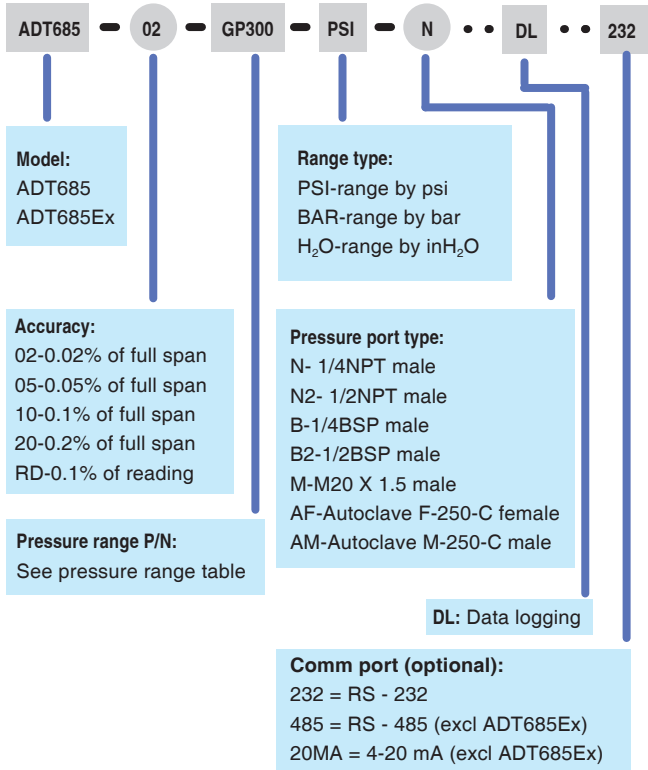 ADT685 - 02 - GP300 - PSI - N • • DL • • 232
Model:
ADT685
ADT685Ex
Range type:
PSI-range by psi
BAR-range by bar
H₂O-range by inH₂O
Accuracy:
02-0.02% of full span
05-0.05% of full span
10-0.1% of full span
20-0.2% of full span
RD-0.1% of reading
Pressure port type:
N- 1/4NPT male
N2- 1/2NPT male
B-1/4BSP male
B2-1/2BSP male
M-M20 X 1.5 male
AF-Autoclave F-250-C female
AM-Autoclave M-250-C male
Pressure range P/N:
See pressure range table
DL: Data logging
Comm port (optional):
232 = RS - 232
485 = RS - 485 (excl ADT685Ex)
20MA = 4-20 mA (excl ADT685Ex)